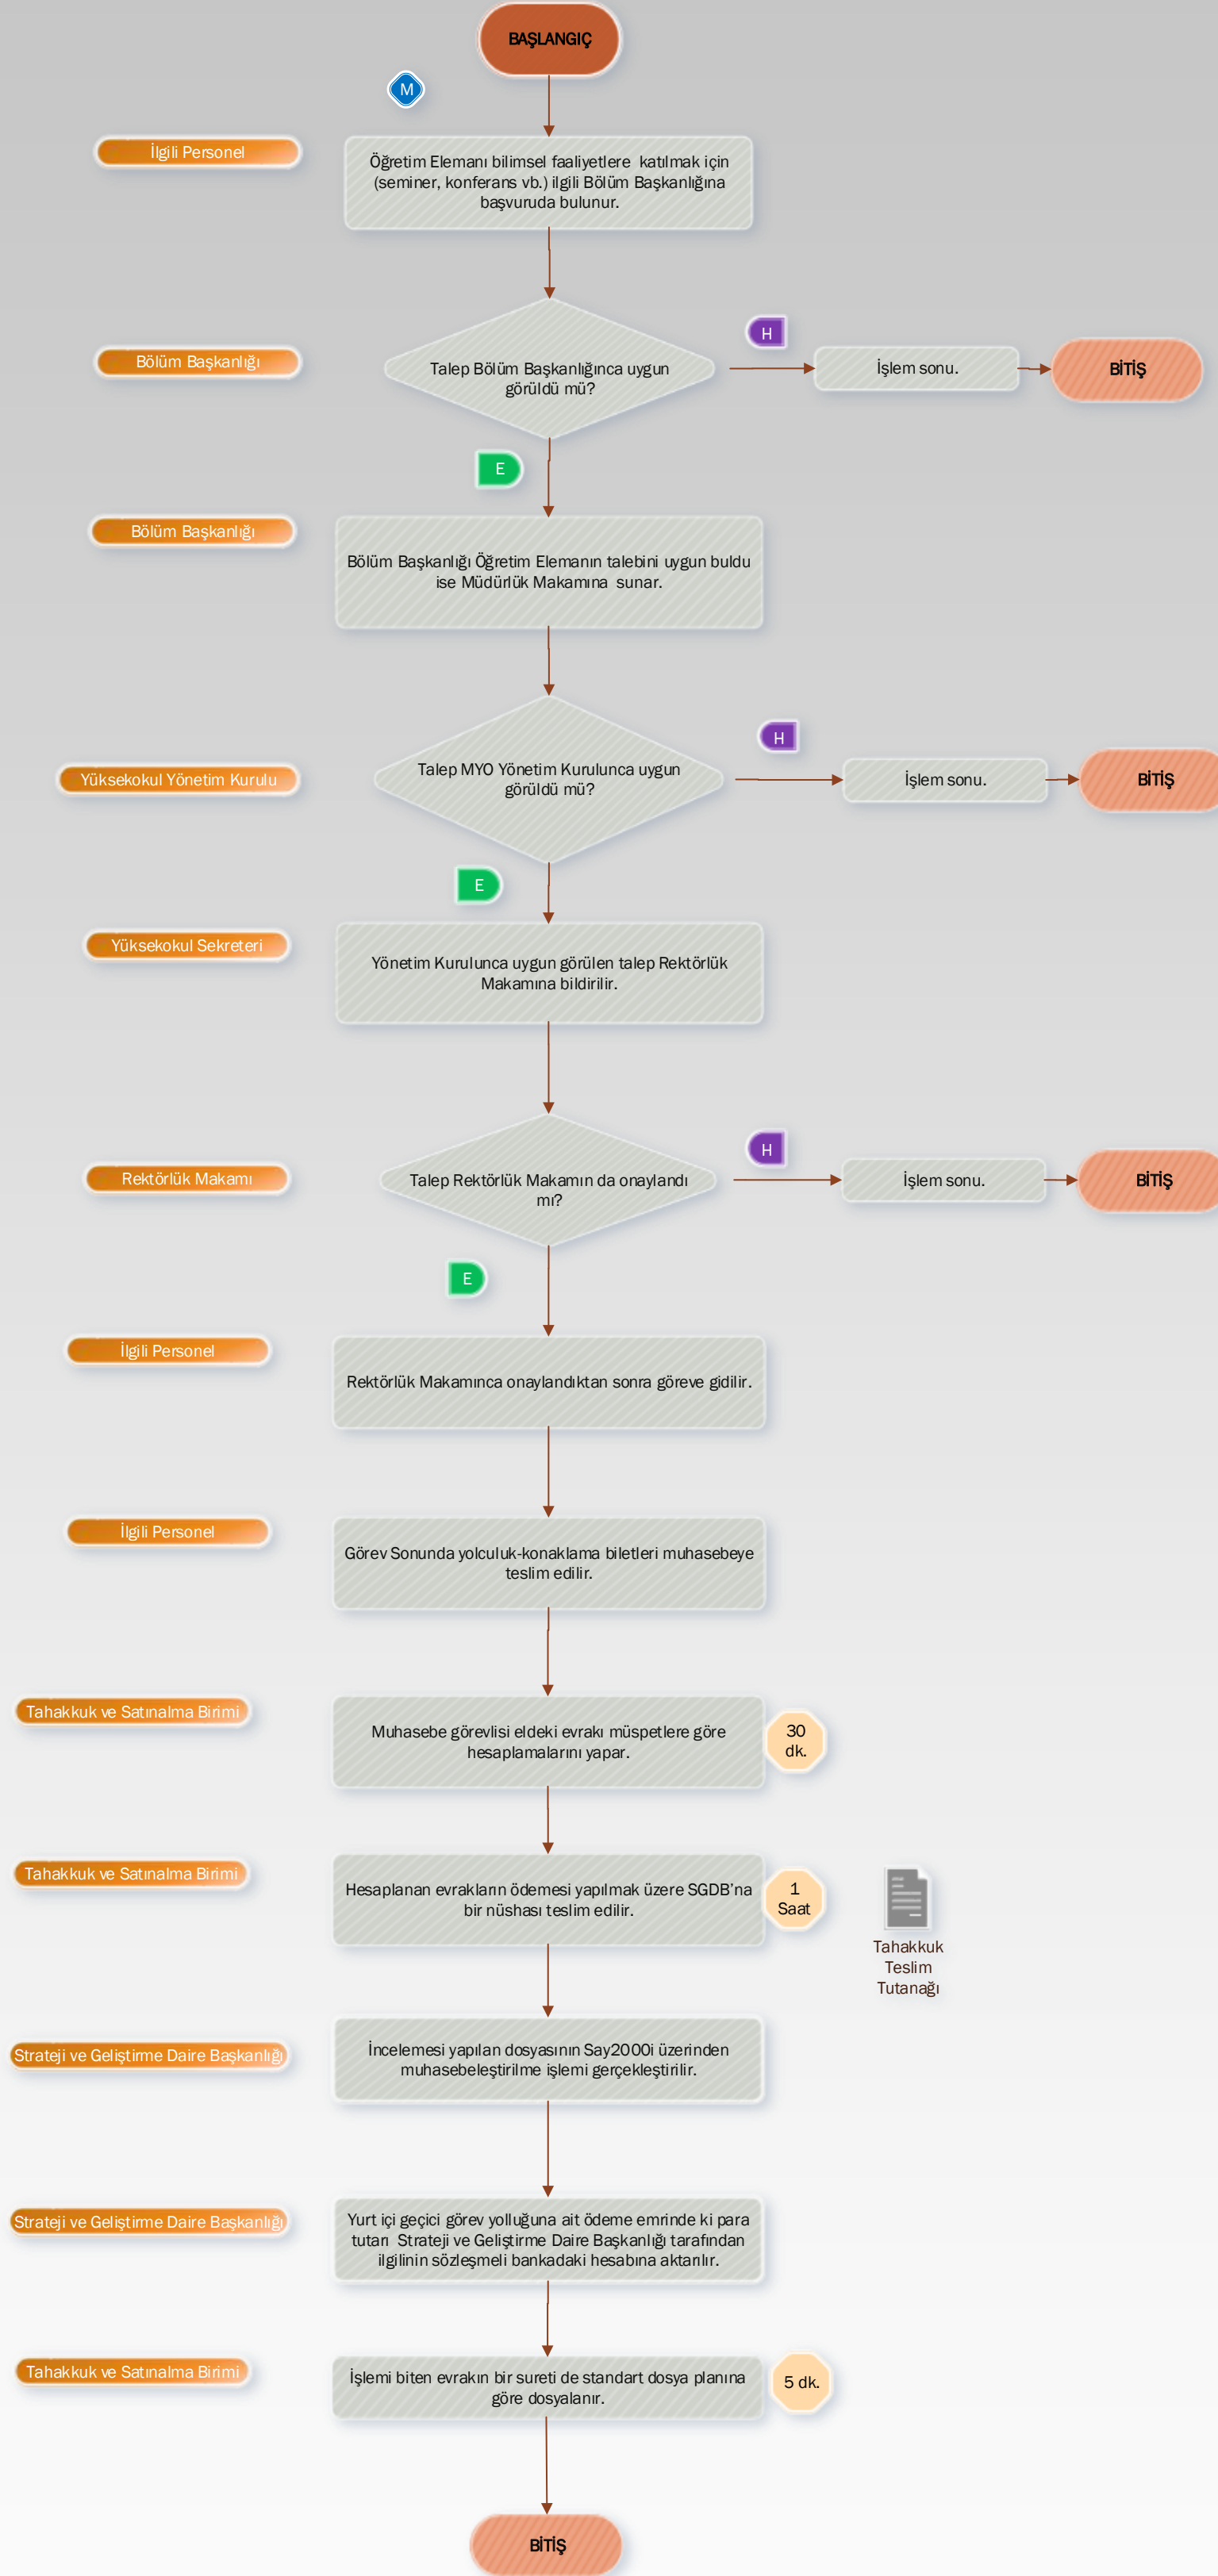 BAŞLANGIÇ
M
İlgili Personel
Öğretim Elemanı bilimsel faaliyetlere  katılmak için
(seminer, konferans vb.) ilgili Bölüm Başkanlığına
başvuruda bulunur.
H
Bölüm Başkanlığı
Talep Bölüm Başkanlığınca uygun
görüldü mü?
İşlem sonu.
BİTİŞ
E
Bölüm Başkanlığı
Bölüm Başkanlığı Öğretim Elemanın talebini uygun buldu
ise Müdürlük Makamına  sunar.
H
Yüksekokul Yönetim Kurulu
Talep MYO Yönetim Kurulunca uygun
görüldü mü?
İşlem sonu.
BİTİŞ
E
Yüksekokul Sekreteri
Yönetim Kurulunca uygun görülen talep Rektörlük
Makamına bildirilir.
H
Rektörlük Makamı
Talep Rektörlük Makamın da onaylandı
mı?
İşlem sonu.
BİTİŞ
E
İlgili Personel
Rektörlük Makamınca onaylandıktan sonra göreve gidilir.
İlgili Personel
Görev Sonunda yolculuk-konaklama biletleri muhasebeye
teslim edilir.
Tahakkuk ve Satınalma Birimi
Muhasebe görevlisi eldeki evrakı müspetlere göre
hesaplamalarını yapar.
30
dk.
Tahakkuk ve Satınalma Birimi
Hesaplanan evrakların ödemesi yapılmak üzere SGDB'na
bir nüshası teslim edilir.
1
Saat
Tahakkuk
Teslim
Tutanağı
Strateji ve Geliştirme Daire Başkanlığı
İncelemesi yapılan dosyasının Say2000i üzerinden
muhasebeleştirilme işlemi gerçekleştirilir.
Strateji ve Geliştirme Daire Başkanlığı
Yurt içi geçici görev yolluğuna ait ödeme emrinde ki para
tutarı  Strateji ve Geliştirme Daire Başkanlığı tarafından
ilgilinin sözleşmeli bankadaki hesabına aktarılır.
Tahakkuk ve Satınalma Birimi
İşlemi biten evrakın bir sureti de standart dosya planına
göre dosyalanır.
5 dk.
BİTİŞ